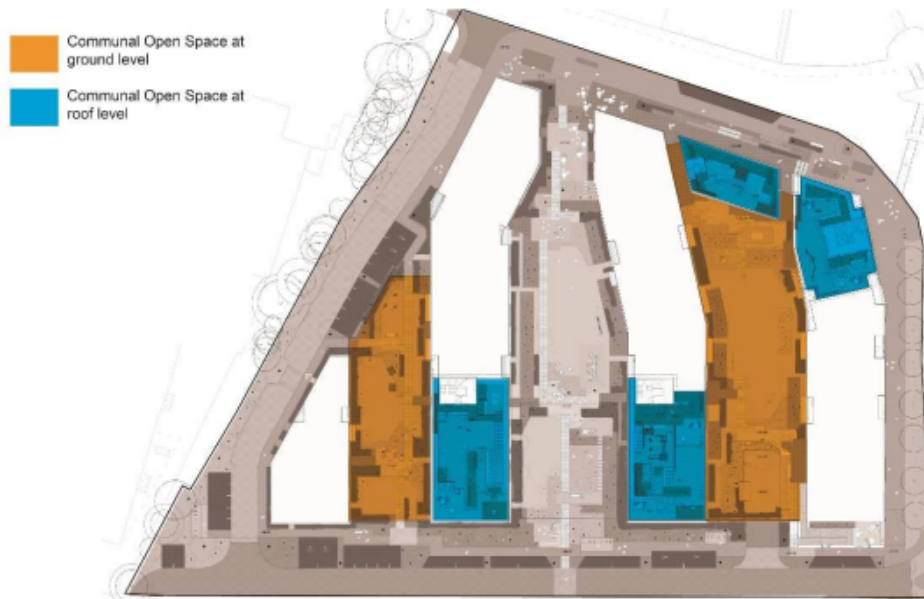 Communal Open Space at
ground level
Communal Open Space at
roof level